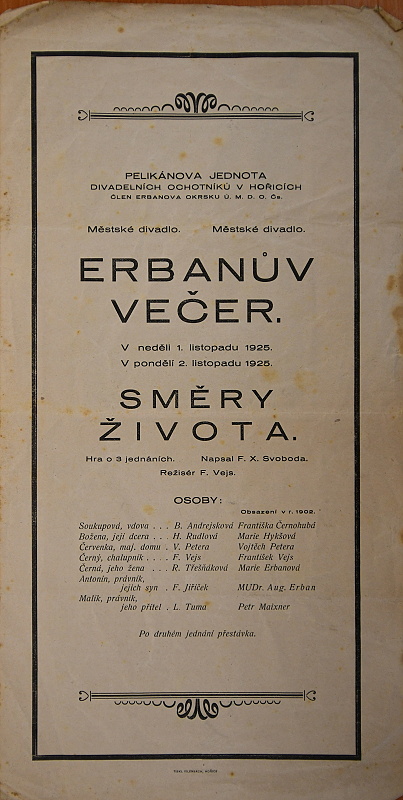 PELIKÁNOVA JEDNOTA
DIVADELNÍCH OCHOTNÍKŮ V HOŘICÍCH
ČLEN ERBANOVA OKRSKU Ú. M. D. O. Čs.
Městské divadlo. Městské divadlo.
ERBANŮV
VEČER.
V neděli 1. listopadu 1925.
V pondělí 2. listopadu 1925.
SMĚRY
ŽIVOTA.
Hra o 3 jednáních. Napsal F. X. Svoboda.
Režisér F. Vejs.
OSOBY:
Obsazení v r. 1902.
Soukupová, vdova . . . B. Andrejsková Františka Černohubá
Božena, její dcera . . . H. Rudlová Marie Hykšová
Červenka, maj. domu . V. Petera Vojtěch Petera
Černý, chalupník . . . . F. Vejs František Vejs
Černá, jeho žena . . . R. Třešňáková Marie Erbanová
Antonín, právník,
jejich syn . F. Jiříček MUDr. Aug. Erban
Malík, právník,
jeho přítel . L. Tuma Petr Maixner
Po druhém jednání přestávka.